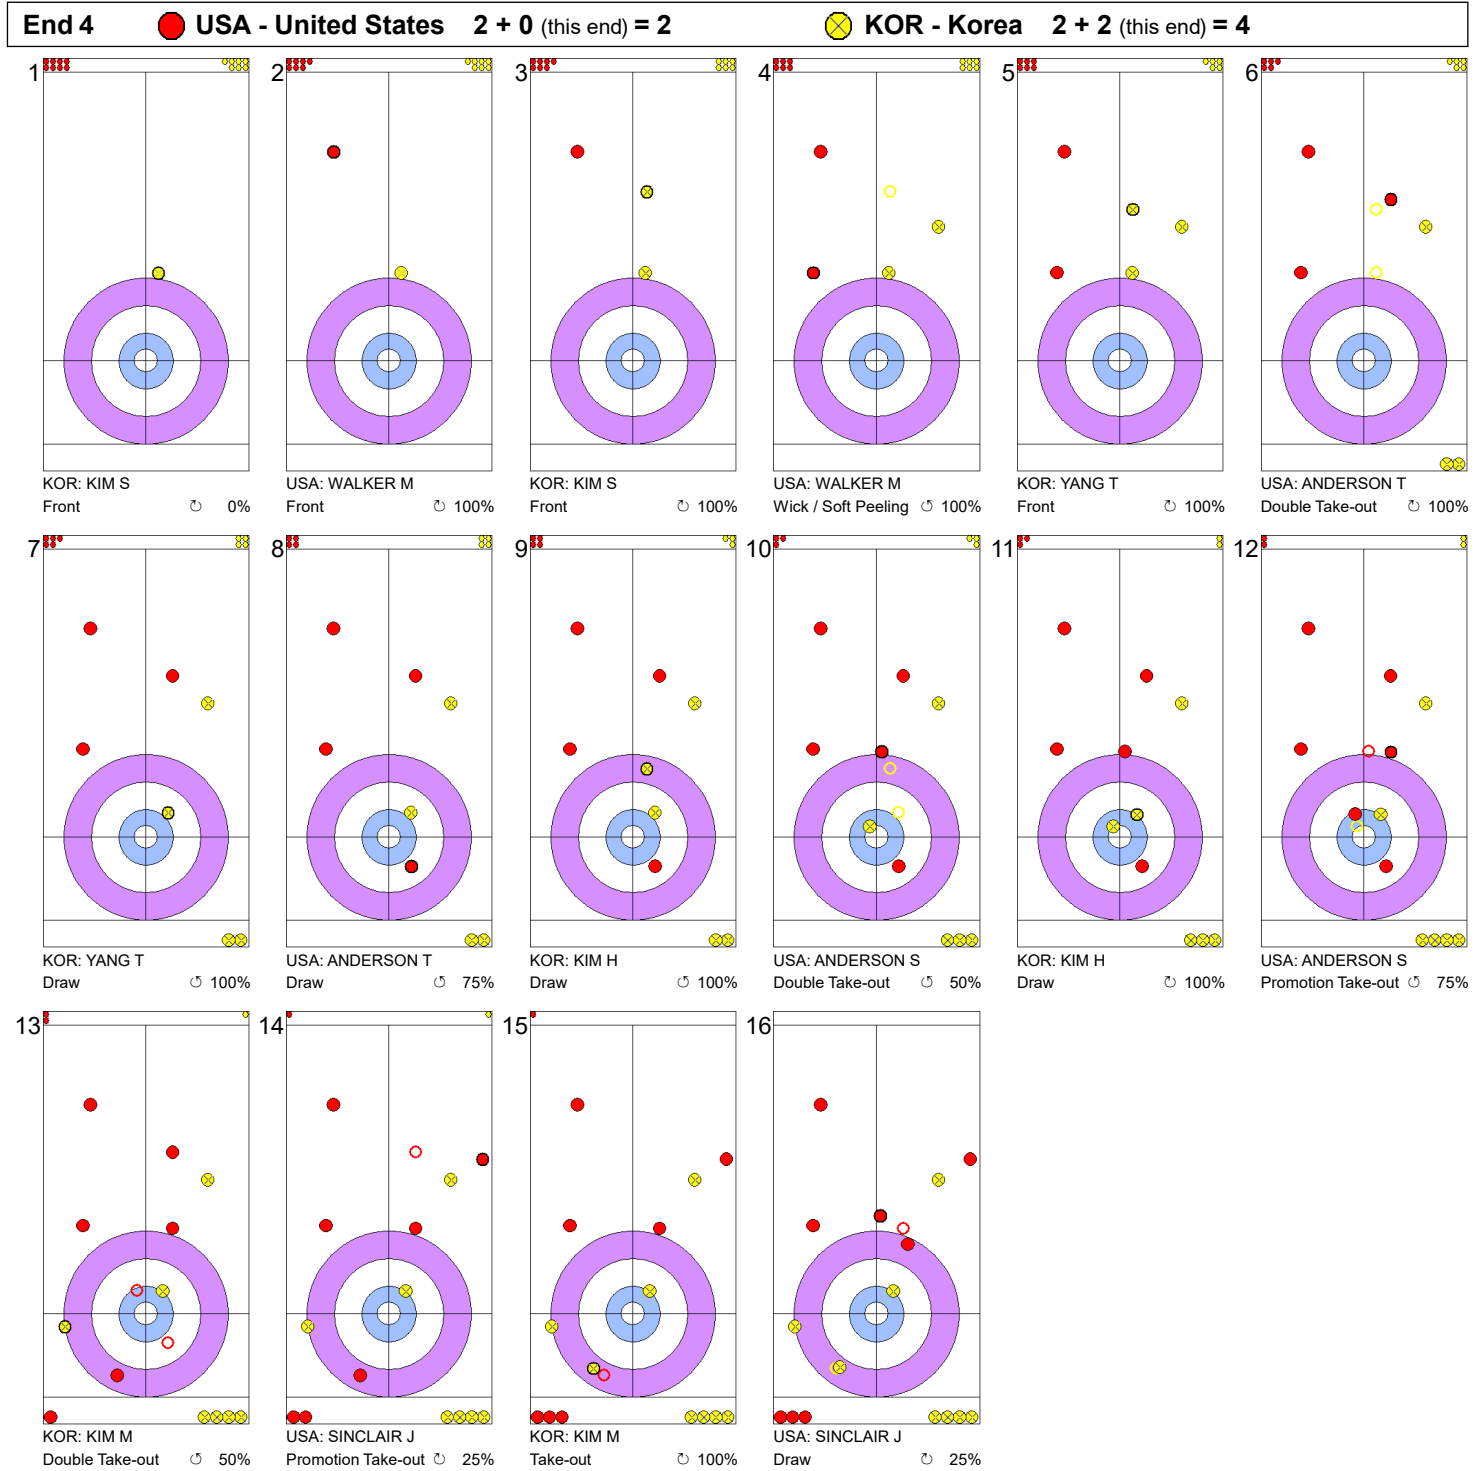 End 4 USA - United States 2 + 0 (this end) = 2 KOR - Korea 2 + 2 (this end) = 4
1 2 3 4 5 6
KOR: KIM S USA: WALKER M KOR: KIM S USA: WALKER M KOR: YANG T USA: ANDERSON T
Front ↻ 0% Front ↻ 100% Front ↻ 100% Wick / Soft Peeling ↻ 100% Front ↻ 100% Double Take-out ↻ 100%
7 8 9 10 11 12
KOR: YANG T USA: ANDERSON T KOR: KIM H USA: ANDERSON S KOR: KIM H USA: ANDERSON S
Draw ↺ 100% Draw ↺ 75% Draw ↺ 100% Double Take-out ↺ 50% Draw ↺ 100% Promotion Take-out ↺ 75%
13 14 15 16
KOR: KIM M USA: SINCLAIR J KOR: KIM M USA: SINCLAIR J
Double Take-out ↺ 50% Promotion Take-out ↺ 25% Take-out ↻ 100% Draw ↻ 25%